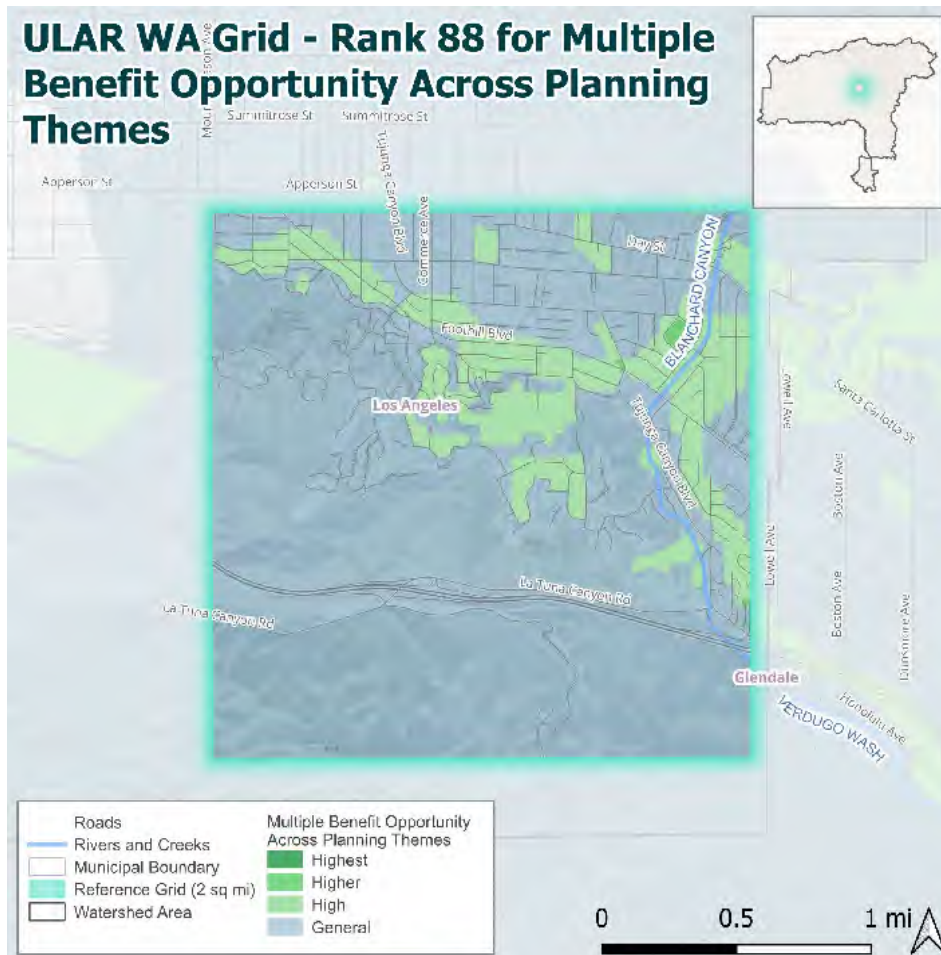 ULAR WA Grid - Rank 88 for Multiple
Benefit Opportunity Across Planning
Themes
Summitrose St
Summitrose St
Apperson St
Apperson St
Tujunga Canyon Blvd
Commerce Ave
Day St
BLANCHARD CANYON
Foothill Blvd
Los Angeles
Tujunga Canyon Blvd
Lowell Ave
Santa Carlotta St
Boston Ave
Lowell Ave
La Tuna Canyon Rd
La Tuna Canyon Rd
Boston Ave
Dunsmore Ave
Glendale
Honolulu Ave
VERDUGO WASH
Roads
Rivers and Creeks
Municipal Boundary
Reference Grid (2 sq mi)
Watershed Area
Multiple Benefit Opportunity
Across Planning Themes
Highest
Higher
High
General
0 0.5 1 mi